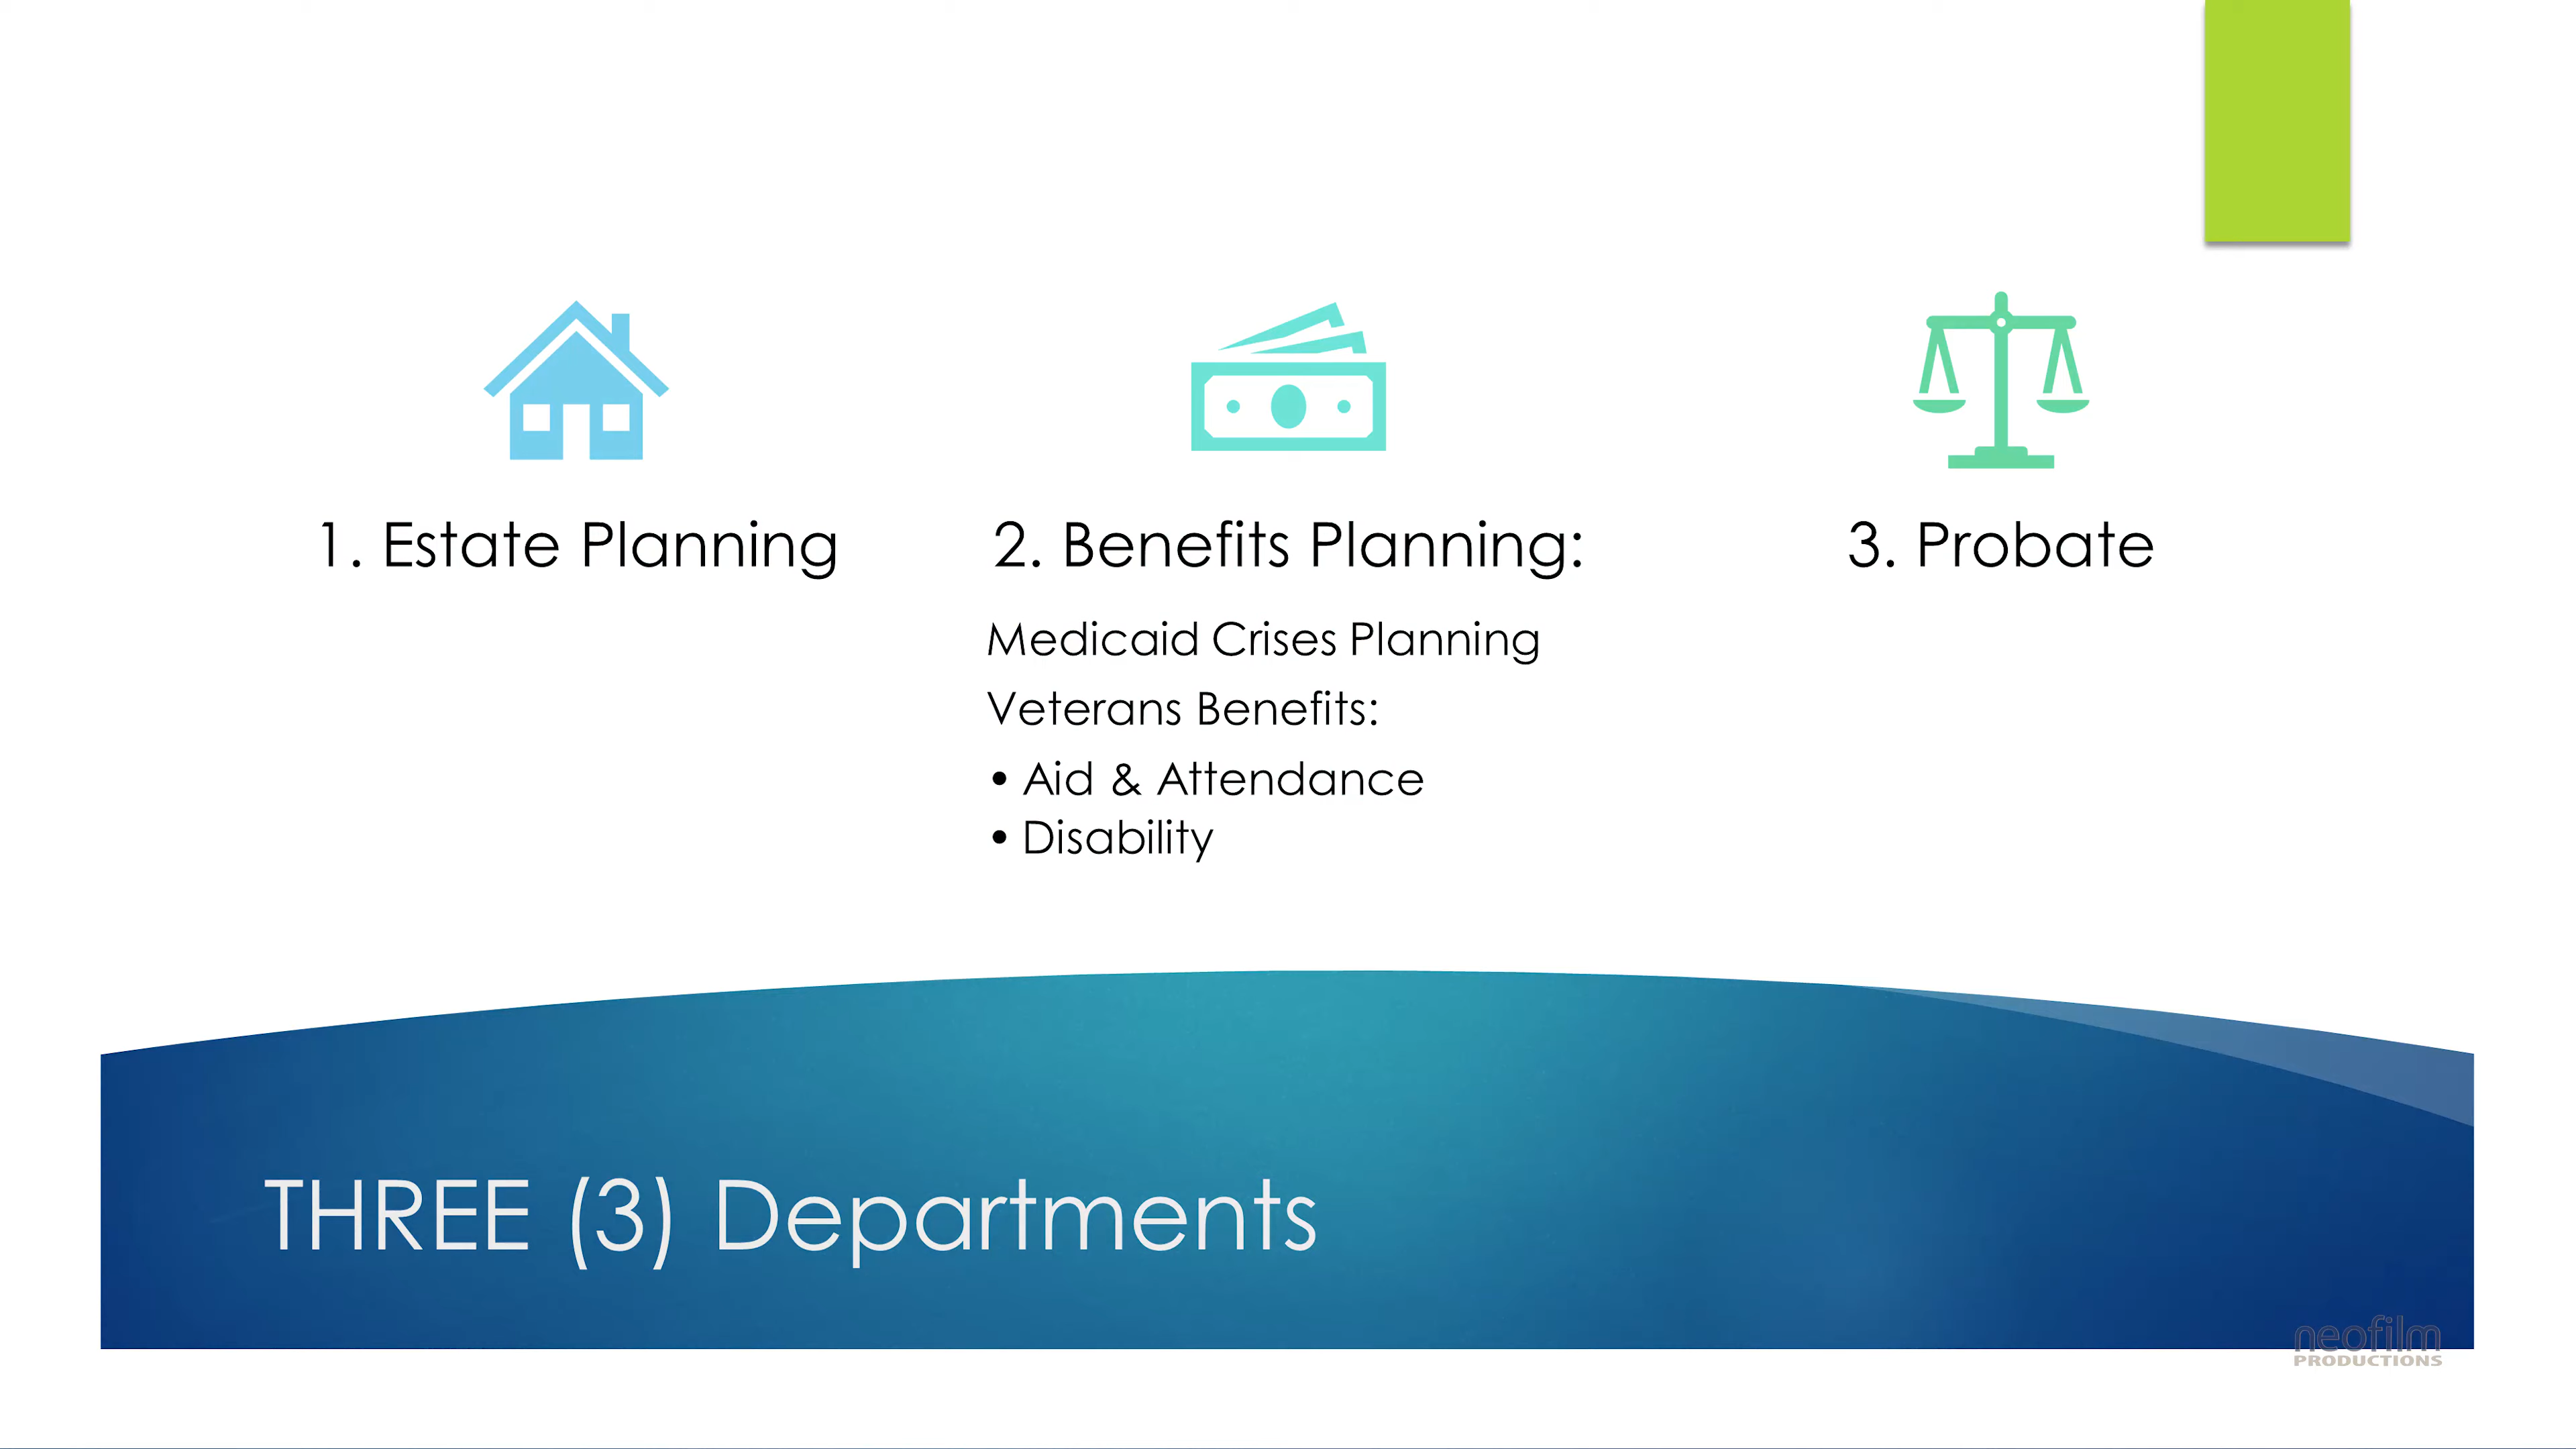 1. Estate Planning
2. Benefits Planning:
Medicaid Crises Planning
Veterans Benefits:
• Aid & Attendance
• Disability
3. Probate
THREE (3) Departments
neofilm
PRODUCTIONS